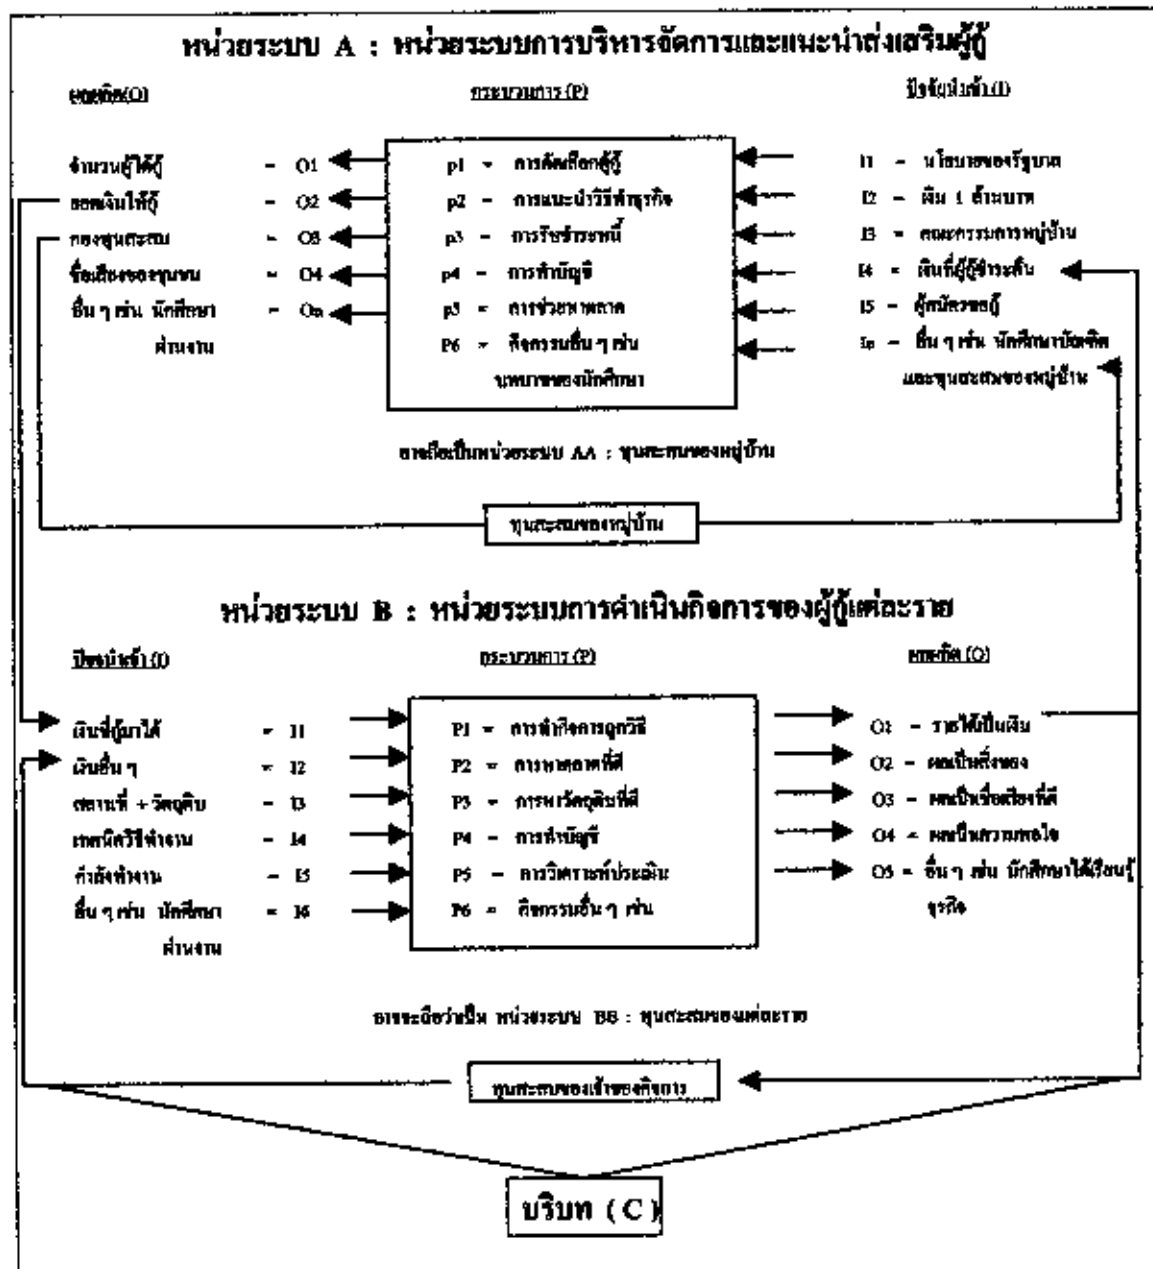 หน่วยระบบ A : หน่วยระบบการบริหารจัดการและแนะนำส่งเสริมผู้กู้
ผลผลิต(O) กระบวนการ (P) ปัจจัยนำเข้า (I)
จำนวนผู้ได้กู้ - O1 p1 = การคัดเลือกผู้กู้ I1 - นโยบายของรัฐบาล
ยอดเงินให้กู้ - O2 p2 - การแนะนำวิธีทำธุรกิจ I2 - เงิน 1 ล้านบาท
กองทุนสะสม - O3 p3 - การรับชำระหนี้ I3 = คณะกรรมการหมู่บ้าน
ชื่อเสียงของชุมชน = O4 p4 - การทำบัญชี I4 = เงินที่ผู้กู้ชำระคืน
อื่น ๆ เช่น นักศึกษา - On p5 = การช่วยหาตลาด I5 - ผู้สมัครขอกู้
ผ่านงาน P6 = กิจกรรมอื่น ๆ เช่น In - อื่น ๆ เช่น นักศึกษาบัณฑิต
บทบาทของนักศึกษา และทุนสะสมของหมู่บ้าน
อาจถือเป็นหน่วยระบบ AA : ทุนสะสมของหมู่บ้าน
ทุนสะสมของหมู่บ้าน
หน่วยระบบ B : หน่วยระบบการดำเนินกิจการของผู้กู้แต่ละราย
ปัจจัยนำเข้า (I) กระบวนการ (P) ผลผลิต (O)
เงินที่กู้มาได้ = I1 P1 = การทำกิจการถูกวิธี O1 - รายได้เป็นเงิน
เงินอื่น ๆ = I2 P2 = การหาตลาดที่ดี O2 - ผลเป็นสิ่งของ
สถานที่ + วัตถุดิบ - I3 P3 = การหาวัตถุดิบที่ดี O3 - ผลเป็นชื่อเสียงที่ดี
เทคนิควิธีทำงาน - I4 P4 - การทำบัญชี O4 = ผลเป็นความพอใจ
กำลังทำงาน - I5 P5 - การวิเคราะห์ประเมิน O5 = อื่น ๆ เช่น นักศึกษาได้เรียนรู้
อื่น ๆ เช่น นักศึกษา = I6 P6 = กิจกรรมอื่น ๆ เช่น ธุรกิจ
ผ่านงาน
อาจจะถือว่าเป็น หน่วยระบบ BB : ทุนสะสมของแต่ละราย
ทุนสะสมของเจ้าของกิจการ
บริบท ( C )